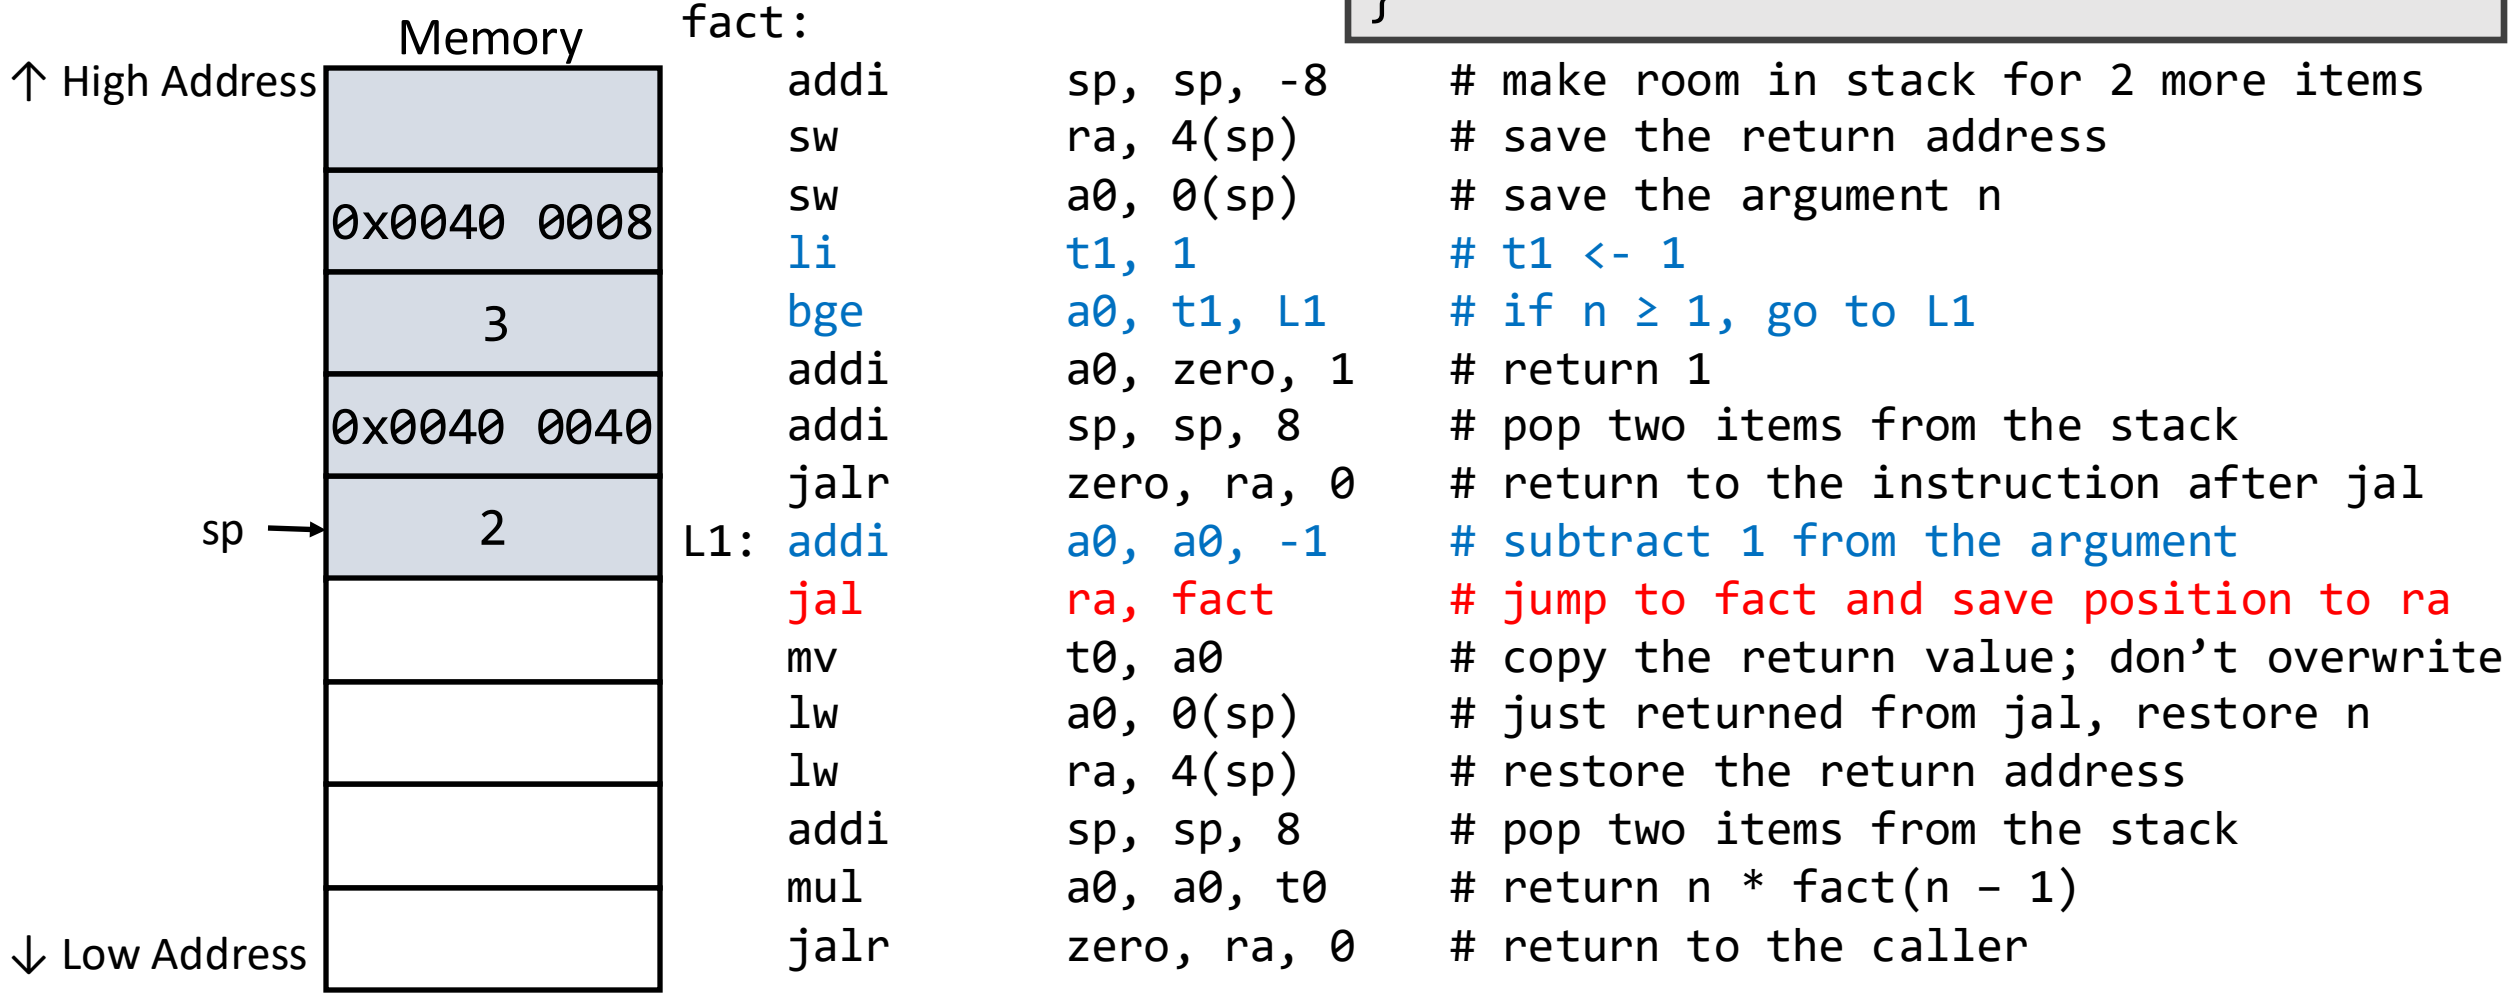 }
fact:
Memory
↑ High Address
addi sp, sp, -8 # make room in stack for 2 more items
sw ra, 4(sp) # save the return address
0x0040 0008
sw a0, 0(sp) # save the argument n
li t1, 1 # t1 <- 1
3
bge a0, t1, L1 # if n ≥ 1, go to L1
addi a0, zero, 1 # return 1
0x0040 0040
addi sp, sp, 8 # pop two items from the stack
jalr zero, ra, 0 # return to the instruction after jal
sp → 2
L1: addi a0, a0, -1 # subtract 1 from the argument
jal ra, fact # jump to fact and save position to ra
mv t0, a0 # copy the return value; don’t overwrite
lw a0, 0(sp) # just returned from jal, restore n
lw ra, 4(sp) # restore the return address
addi sp, sp, 8 # pop two items from the stack
mul a0, a0, t0 # return n * fact(n – 1)
jalr zero, ra, 0 # return to the caller
↓ Low Address